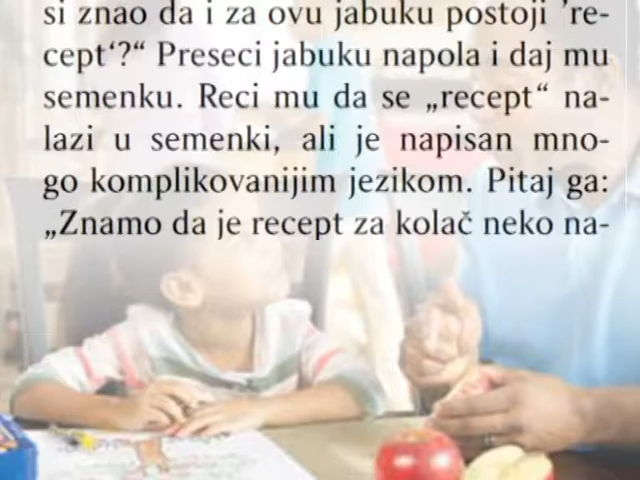 si znao da i za ovu jabuku postoji ’re-
cept‘?“ Preseci jabuku napola i daj mu
semenku. Reci mu da se „recept“ na-
lazi u semenki, ali je napisan mno-
go komplikovanijim jezikom. Pitaj ga:
„Znamo da je recept za kolač neko na-